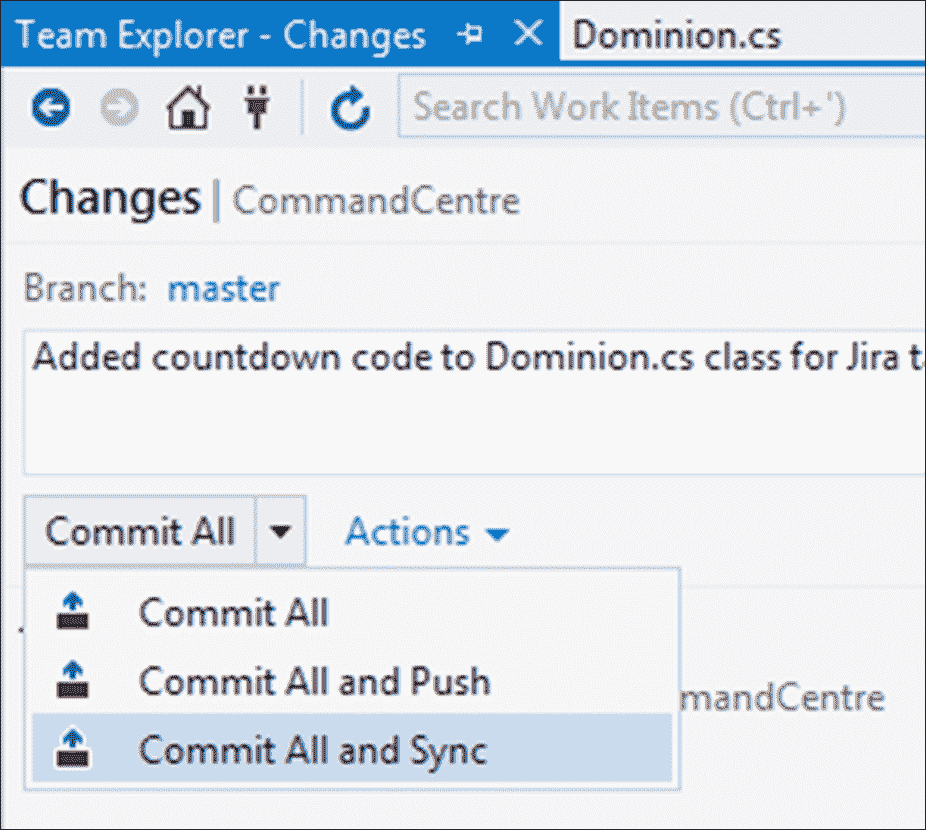 Team Explorer - Changes
Dominion.cs
Search Work Items (Ctrl+')
Changes | CommandCentre
Branch: master
Added countdown code to Dominion.cs class for Jira
Commit All
Actions
Commit All
Commit All and Push
mandCentre
Commit All and Sync